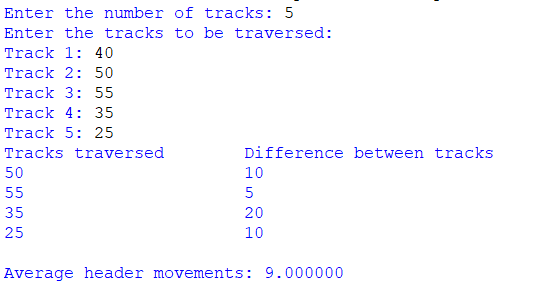 Enter the number of tracks: 5
Enter the tracks to be traversed:
Track 1: 40
Track 2: 50
Track 3: 55
Track 4: 35
Track 5: 25
Tracks traversed Difference between tracks
50 10
55 5
35 20
25 10
Average header movements: 9.000000